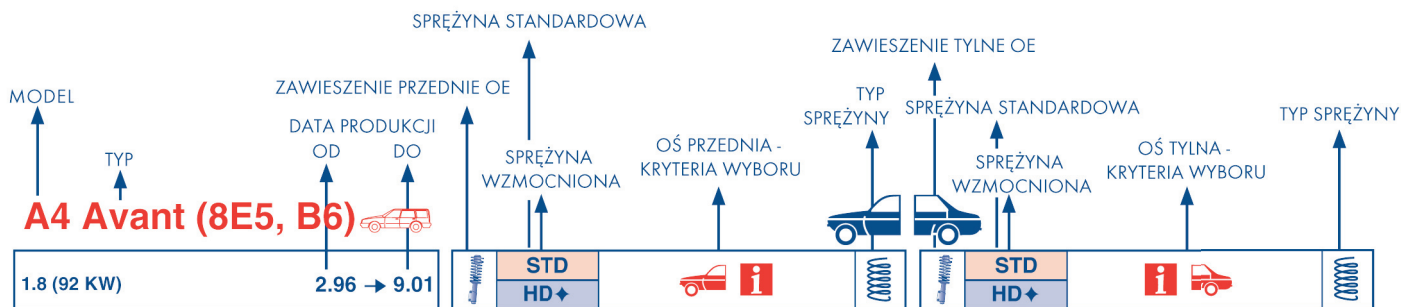 SPRĘŻYNA STANDARDOWA
ZAWIESZENIE TYLNE OE
MODEL
ZAWIESZENIE PRZEDNIE OE
TYP
SPRĘŻYNY
SPRĘŻYNA STANDARDOWA
TYP SPRĘŻYNY
DATA PRODUKCJI
OD DO
TYP
SPRĘŻYNA
WZMOCNIONA
OŚ PRZEDNIA -
KRYTERIA WYBORU
SPRĘŻYNA
WZMOCNIONA
OŚ TYLNA -
KRYTERIA WYBORU
A4 Avant (8E5, B6)
1.8 (92 KW) 2.96 → 9.01
STD
HD✦
i
STD
HD✦
i